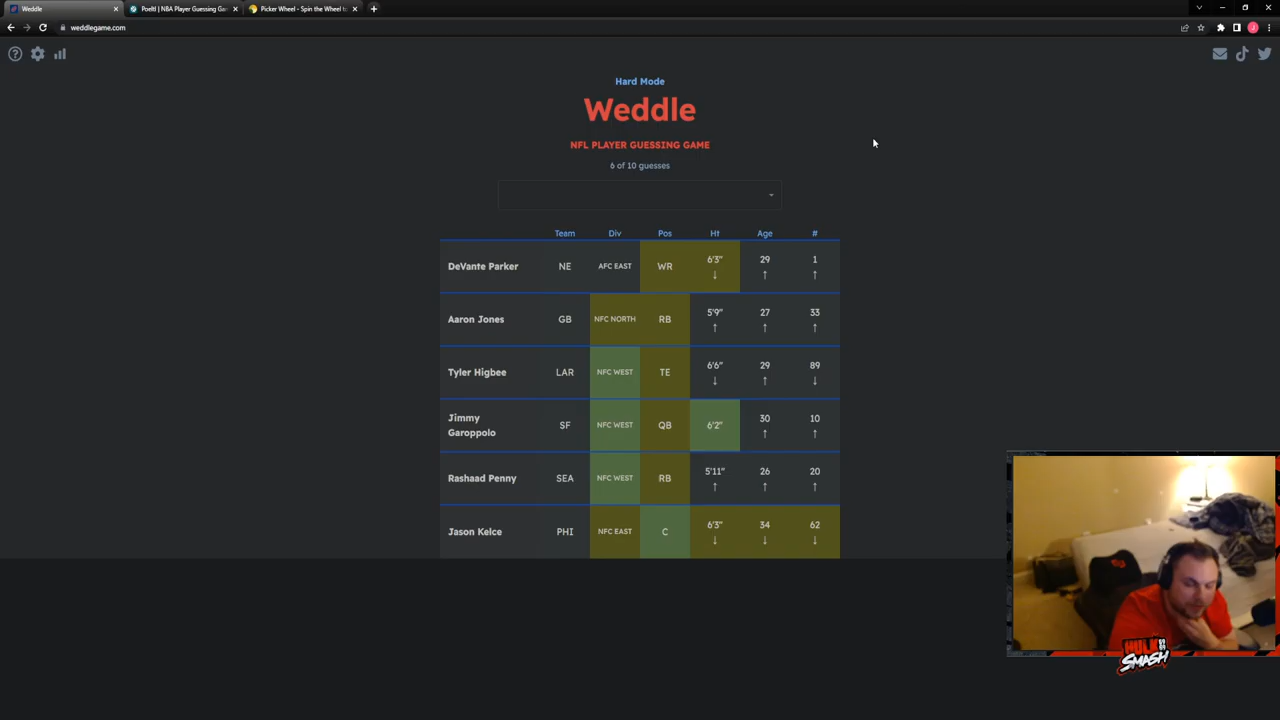 Weddle
Poeltl | NBA Player Guessing Ga
Picker Wheel - Spin the Wheel to
weddlegame.com
Hard Mode
Weddle
NFL PLAYER GUESSING GAME
6 of 10 guesses
Team Div Pos Ht Age #
DeVante Parker NE AFC EAST WR 6'3" 29 1
↓ ↑ ↑
Aaron Jones GB NFC NORTH RB 5'9" 27 33
↑ ↑ ↑
Tyler Higbee LAR NFC WEST TE 6'6" 29 89
↓ ↑ ↓
Jimmy
Garoppolo SF NFC WEST QB 6'2" 30 10
↑ ↑
Rashaad Penny SEA NFC WEST RB 5'11" 26 20
↑ ↑ ↑
Jason Kelce PHI NFC EAST C 6'3" 34 62
↓ ↓ ↓
HULK
SMASH